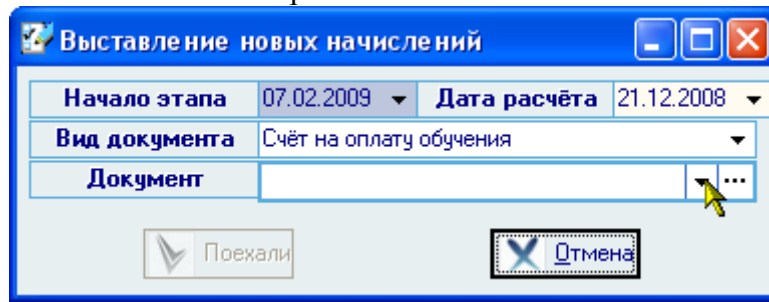 Выставление новых начислений
Начало этапа 07.02.2009 Дата расчёта 21.12.2008
Вид документа Счёт на оплату обучения
Документ ...
Поехали Отмена